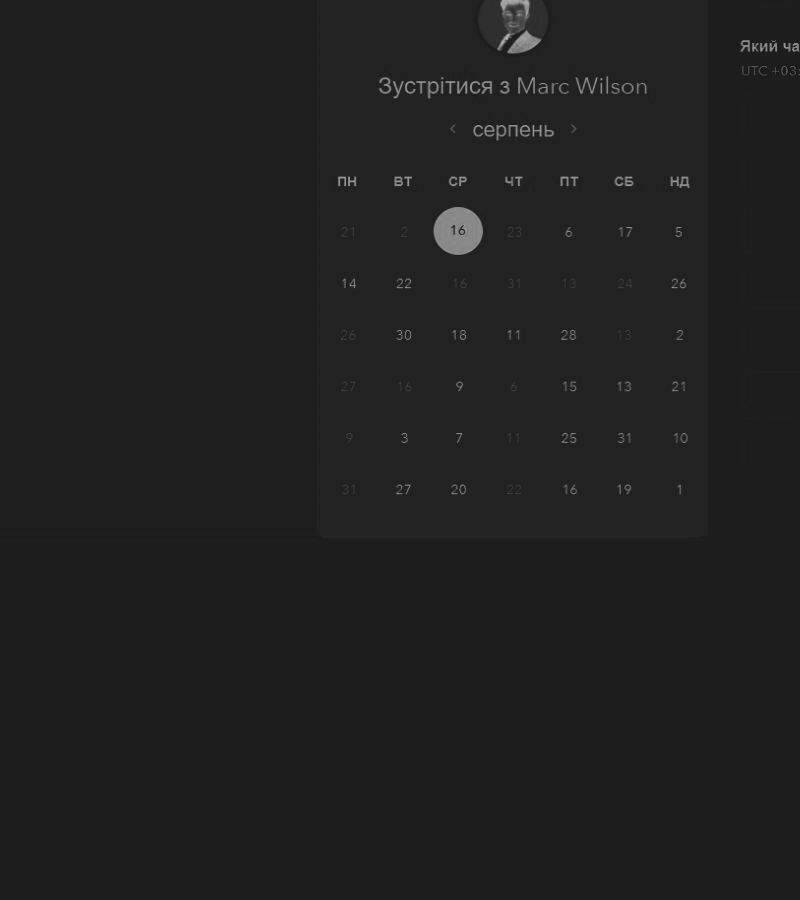 Який ча
UTC +03:
Зустрітися з Marc Wilson
‹ серпень ›
ПН ВТ СР ЧТ ПТ СБ НД
21 2 16 23 6 17 5
14 22 16 31 13 24 26
26 30 18 11 28 13 2
27 16 9 6 15 13 21
9 3 7 11 25 31 10
31 27 20 22 16 19 1